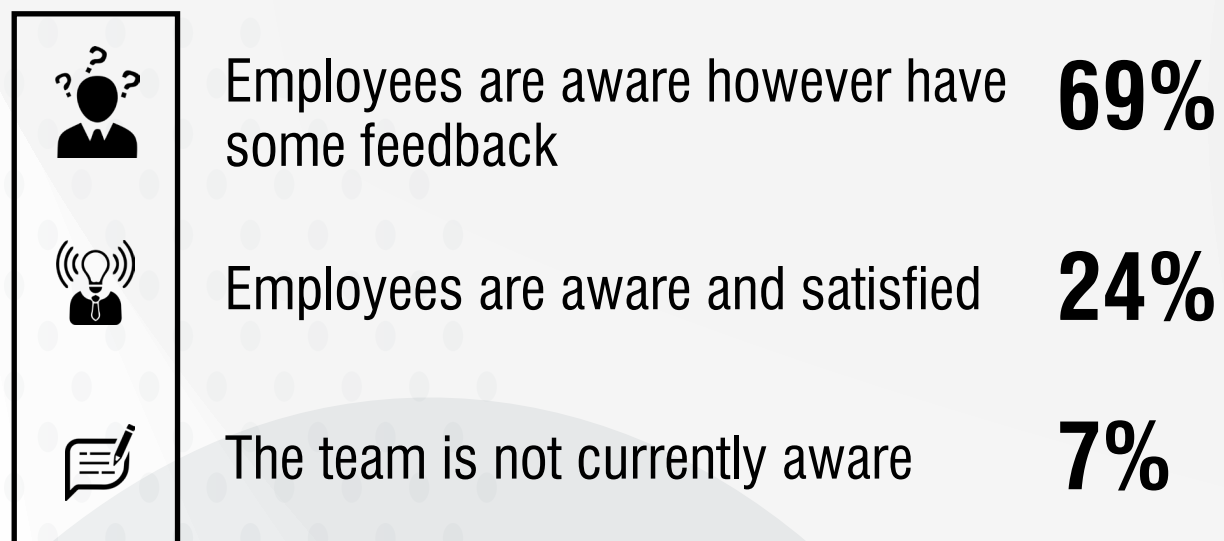 Employees are aware however have
some feedback
69%
Employees are aware and satisfied
24%
The team is not currently aware
7%